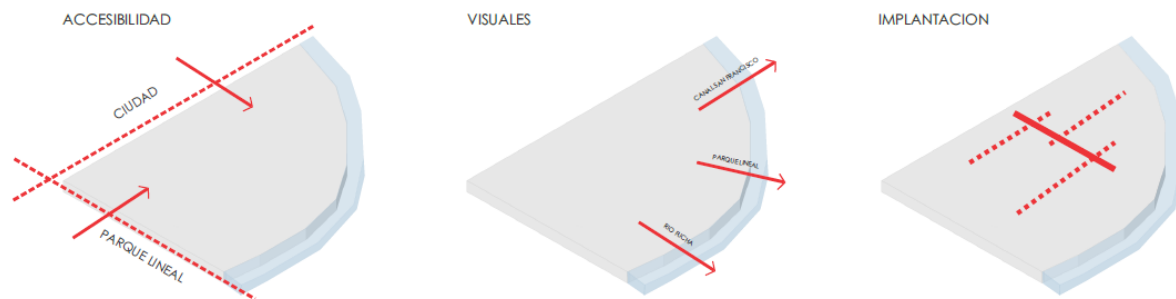 ACCESIBILIDAD
CIUDAD
PARQUE LINEAL
VISUALES
CANAL SAN FRANCISCO
PARQUE LINEAL
RIO RICHA
IMPLANTACION